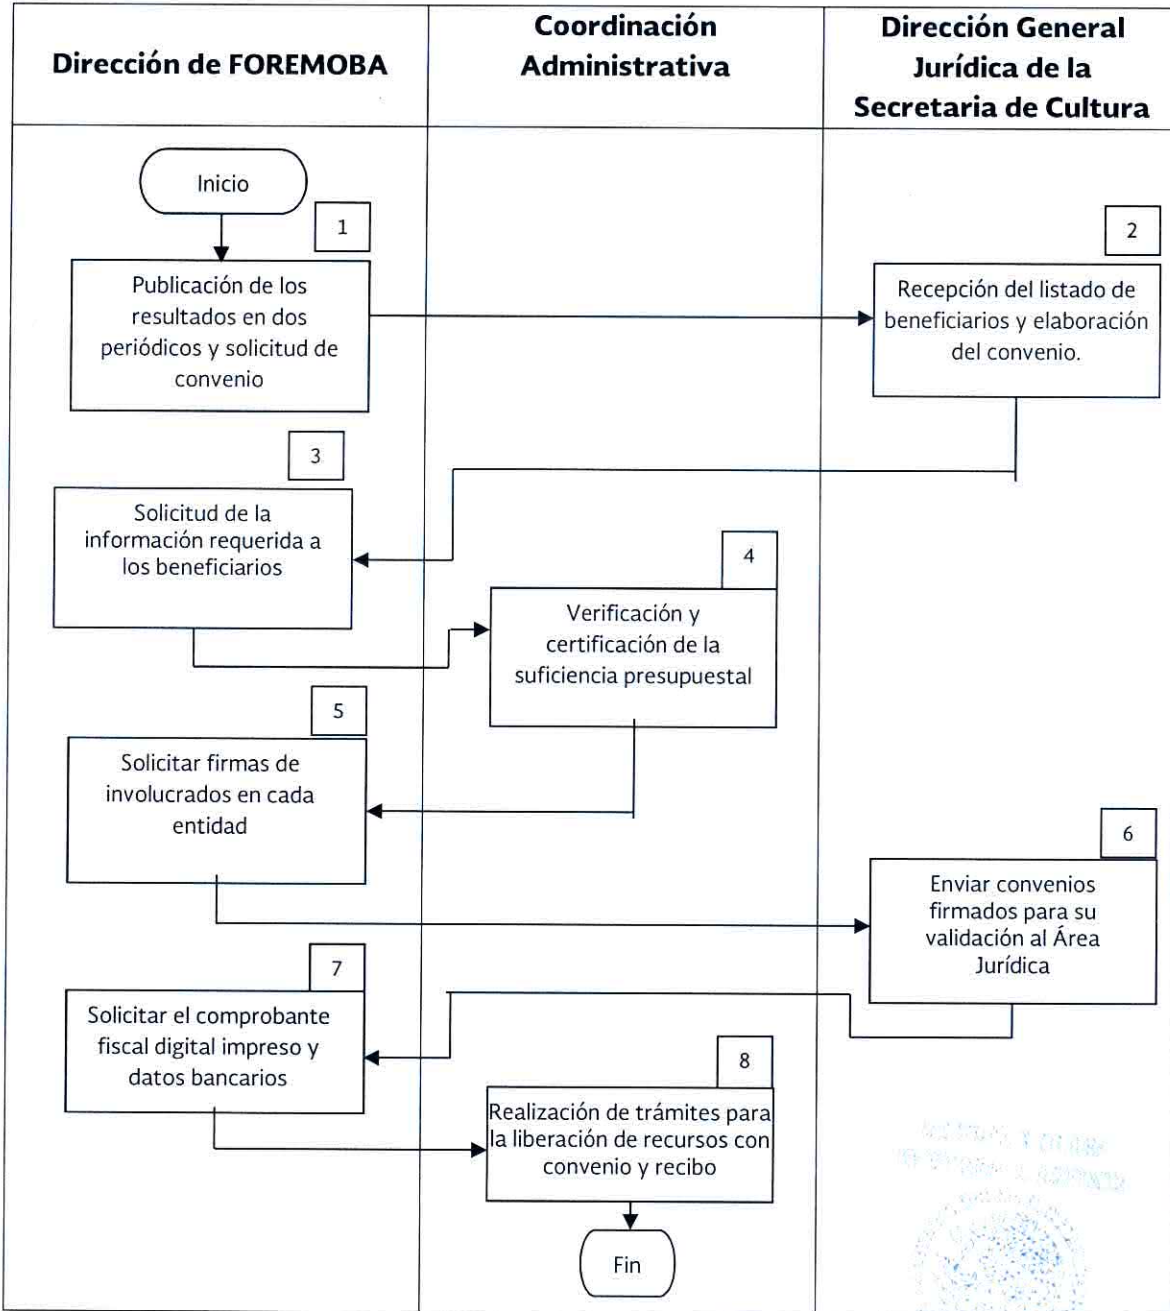 Dirección de FOREMOBA
Coordinación
Administrativa
Dirección General
Jurídica de la
Secretaria de Cultura
Inicio
1
Publicación de los
resultados en dos
periódicos y solicitud de
convenio
2
Recepción del listado de
beneficiarios y elaboración
del convenio.
3
Solicitud de la
información requerida a
los beneficiarios
4
Verificación y
certificación de la
suficiencia presupuestal
5
Solicitar firmas de
involucrados en cada
entidad
6
Enviar convenios
firmados para su
validación al Área
Jurídica
7
Solicitar el comprobante
fiscal digital impreso y
datos bancarios
8
Realización de trámites para
la liberación de recursos con
convenio y recibo
Fin